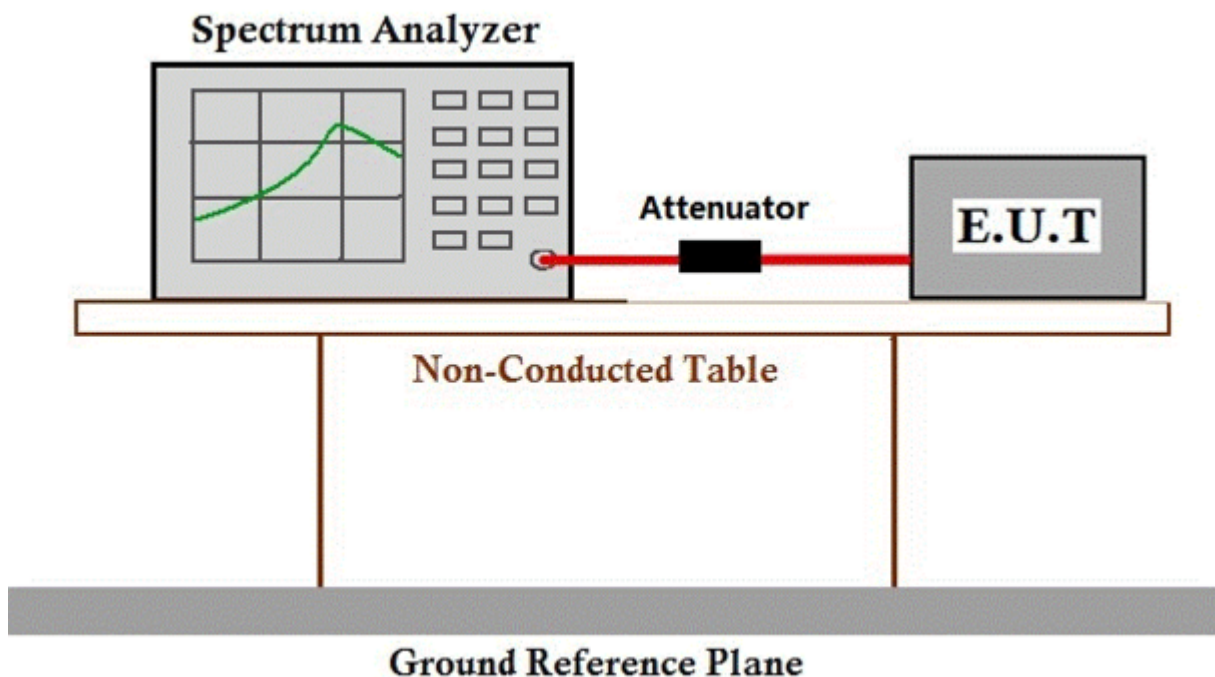 Spectrum Analyzer
Attenuator
E.U.T
Non-Conducted Table
Ground Reference Plane